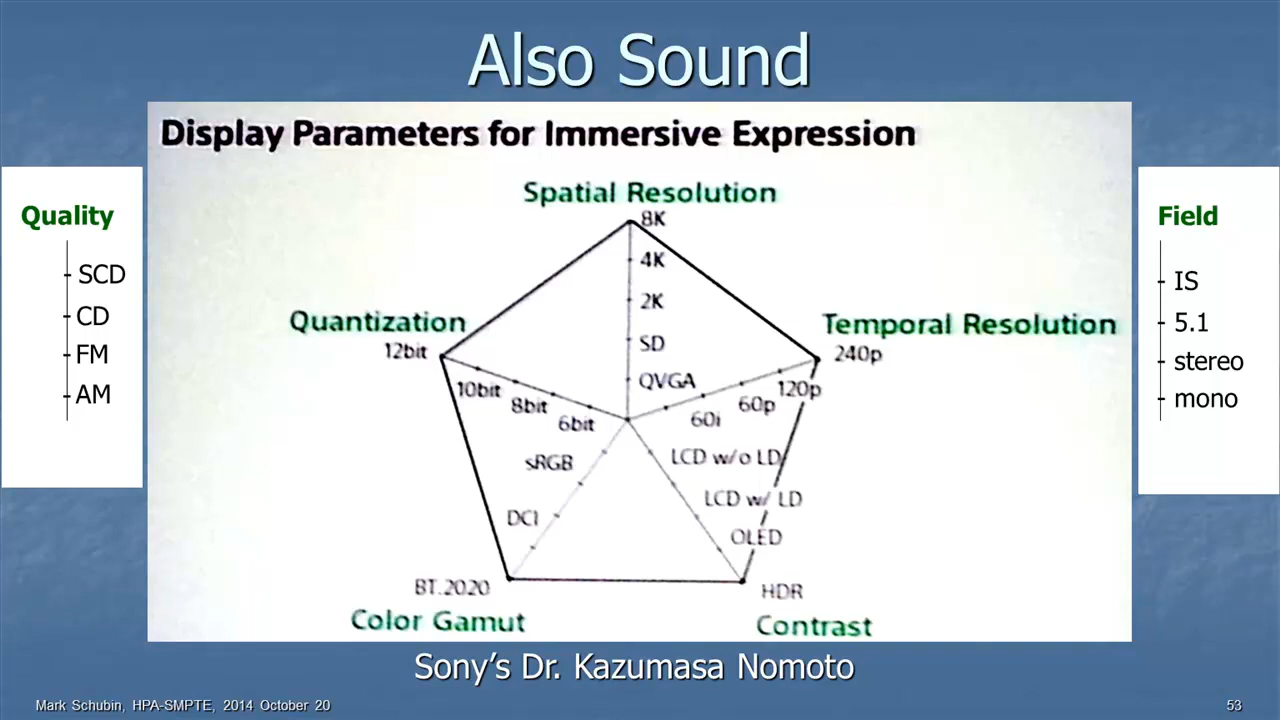 Also Sound
Display Parameters for Immersive Expression
Quality
SCD
CD
FM
AM
Spatial Resolution
8K
4K
2K
SD
QVGA
Quantization
12bit
10bit
8bit
6bit
Temporal Resolution
240p
120p
60p
60i
sRGB
DCI
BT.2020
Color Gamut
LCD w/o LD
LCD w/ LD
OLED
HDR
Contrast
Field
IS
5.1
stereo
mono
Sony’s Dr. Kazumasa Nomoto
Mark Schubin, HPA-SMPTE, 2014 October 20
53